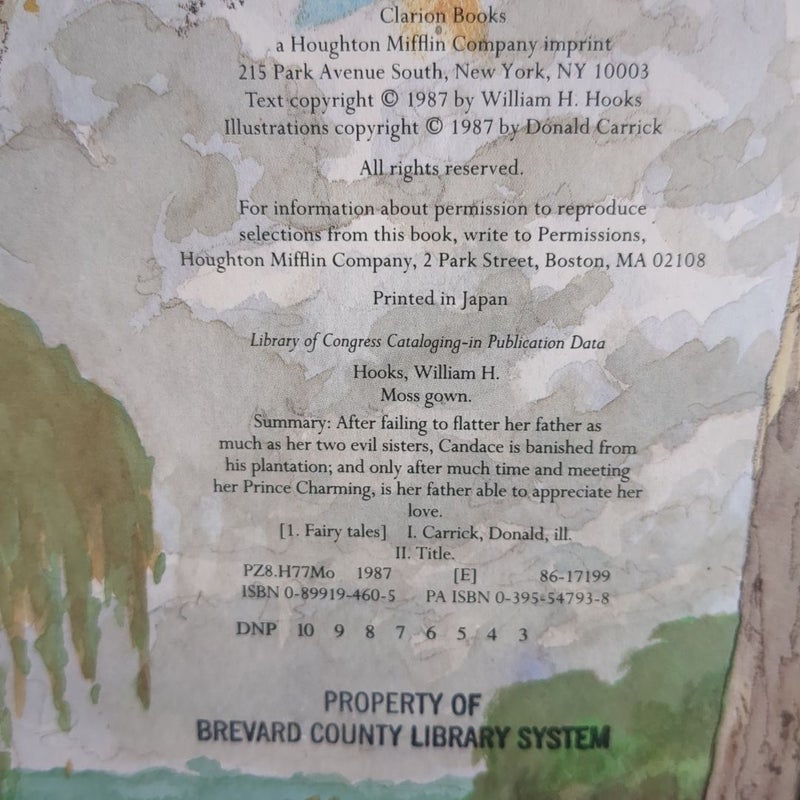 Clarion Books
a Houghton Mifflin Company imprint
215 Park Avenue South, New York, NY 10003
Text copyright © 1987 by William H. Hooks
Illustrations copyright © 1987 by Donald Carrick
All rights reserved.
For information about permission to reproduce
selections from this book, write to Permissions,
Houghton Mifflin Company, 2 Park Street, Boston, MA 02108
Printed in Japan
Library of Congress Cataloging-in Publication Data
Hooks, William H.
Moss gown.
Summary: After failing to flatter her father as
much as her two evil sisters, Candace is banished from
his plantation; and only after much time and meeting
her Prince Charming, is her father able to appreciate her
love.
[1. Fairy tales] I. Carrick, Donald, ill.
II. Title.
PZ8.H77Mo 1987 [E] 86-17199
ISBN 0-89919-460-5 PA ISBN 0-395-54793-8
DNP 10 9 8 7 6 5 4 3
PROPERTY OF
BREVARD COUNTY LIBRARY SYSTEM